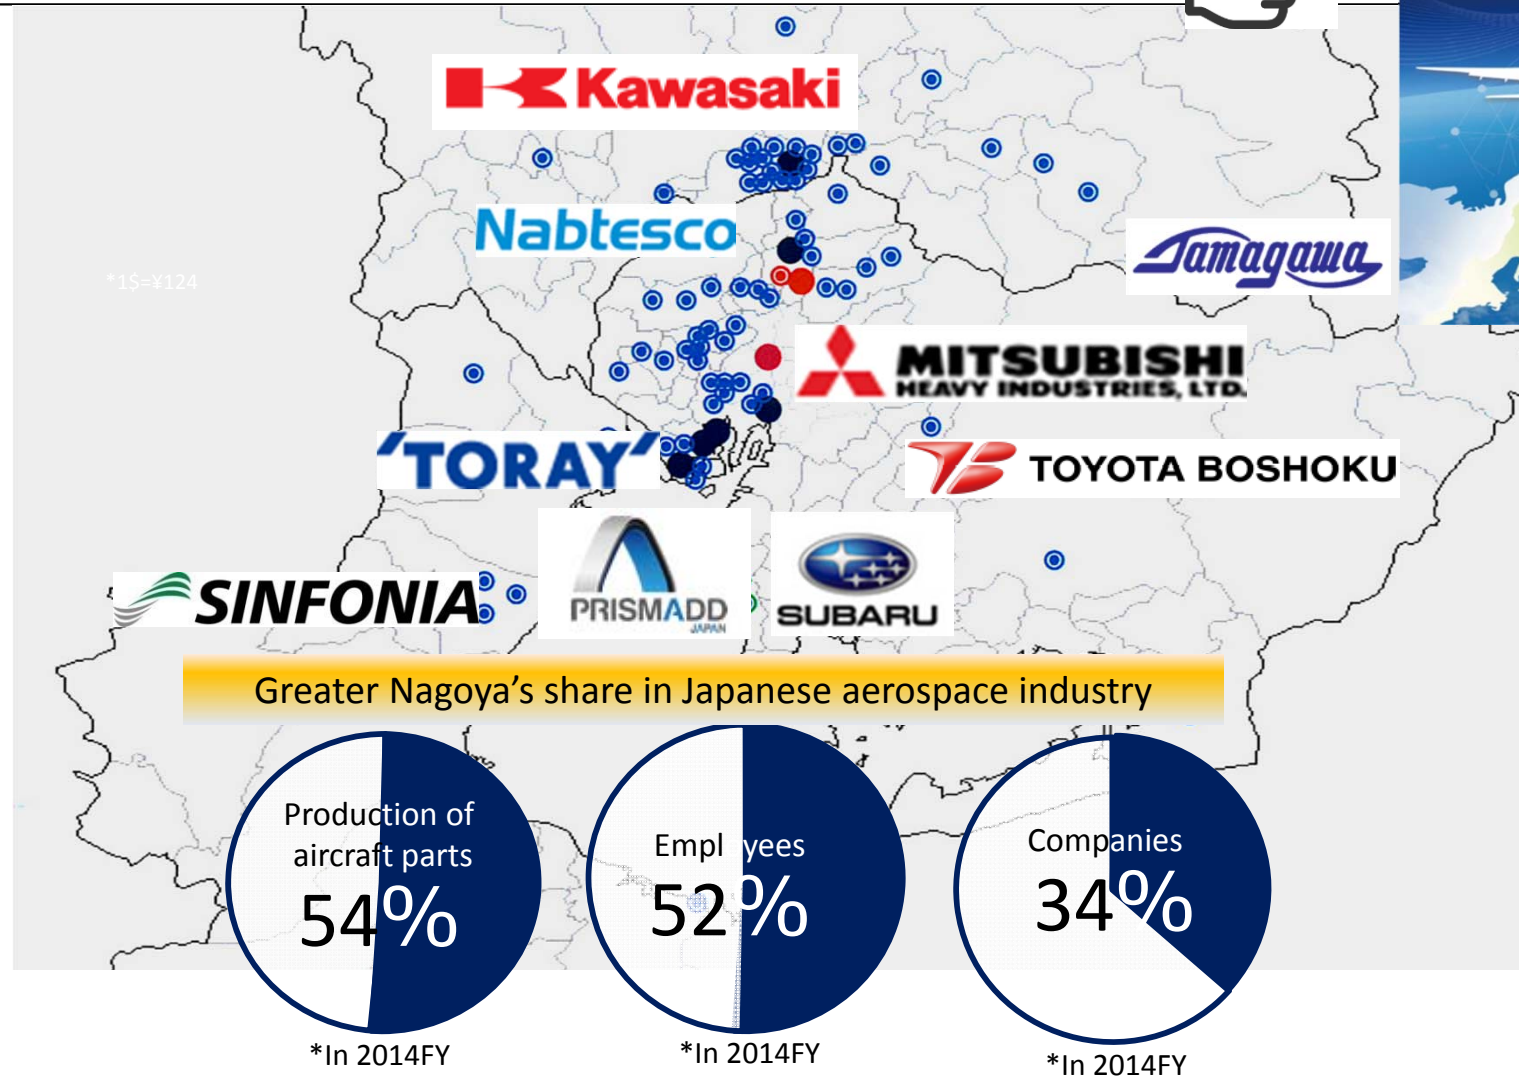 Kawasaki
Nabtesco
Tamagawa
*1$=¥124
MITSUBISHI
HEAVY INDUSTRIES, LTD.
'TORAY'
TOYOTA BOSHOKU
SINFONIA
PRISMADD
JAPAN
SUBARU
Greater Nagoya's share in Japanese aerospace industry
Production of
aircraft parts
54%
Empl yees
52%
Companies
34%
*In 2014FY
*In 2014FY
*In 2014FY